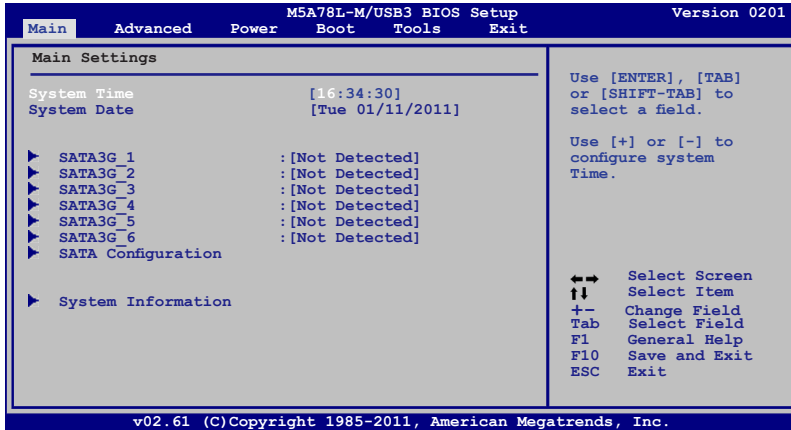 M5A78L-M/USB3 BIOS Setup Version 0201
Main Advanced Power Boot Tools Exit
Main Settings
System Time [16:34:30]
System Date [Tue 01/11/2011]
SATA3G_1 :[Not Detected]
SATA3G_2 :[Not Detected]
SATA3G_3 :[Not Detected]
SATA3G_4 :[Not Detected]
SATA3G_5 :[Not Detected]
SATA3G_6 :[Not Detected]
SATA Configuration
System Information
Use [ENTER], [TAB]
or [SHIFT-TAB] to
select a field.
Use [+] or [-] to
configure system
Time.
←→ Select Screen
↑↓ Select Item
+- Change Field
Tab Select Field
F1 General Help
F10 Save and Exit
ESC Exit
v02.61 (C)Copyright 1985-2011, American Megatrends, Inc.